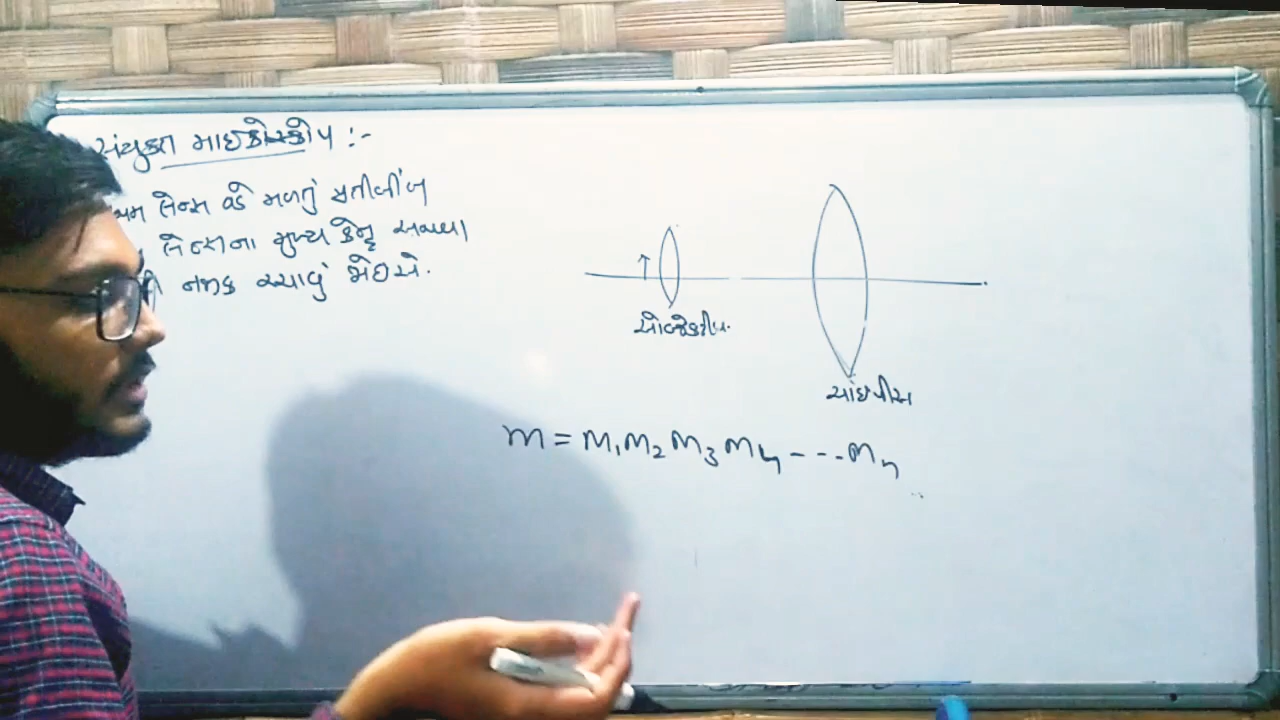 સંયુક્ત માઇક્રોસ્કોપ :-
લેન્સ વડે મળતું પ્રતિબિંબ
લેન્સના મુખ્ય કેન્દ્ર અથવા
નજીક રચાવું જોઇએ.
ઓબ્જેક્ટીવ
આઇપીસ
m = m₁m₂m₃m₄---mₙ